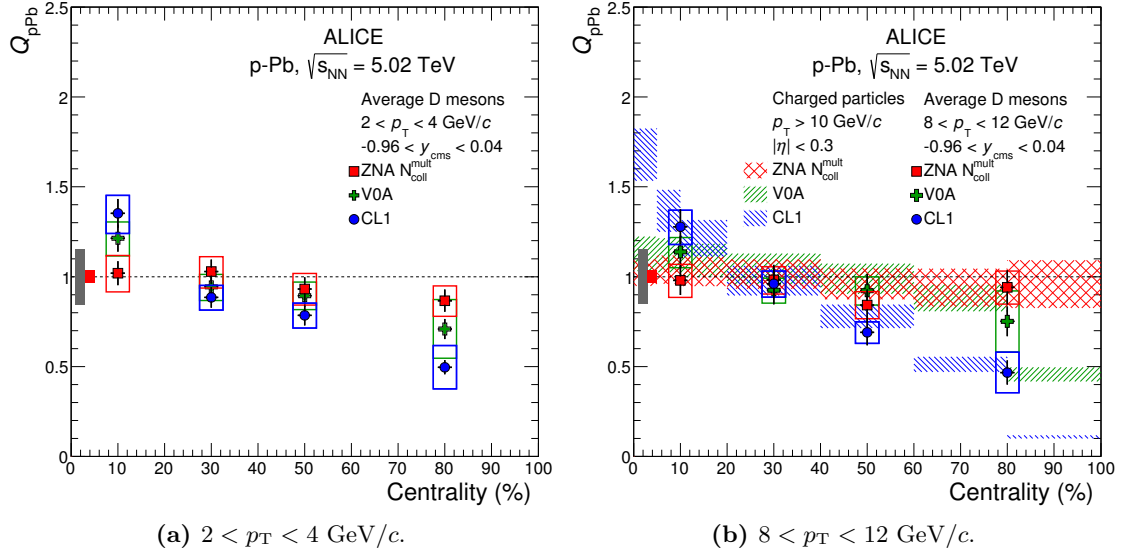 Q_pPb
2.5
2
1.5
1
0.5
0
0 10 20 30 40 50 60 70 80 90 100
Centrality (%)
ALICE
p-Pb, √s_NN = 5.02 TeV
Average D mesons
2 < p_T < 4 GeV/c
-0.96 < y_cms < 0.04
ZNA N_coll^mult
V0A
CL1
(a) 2 < p_T < 4 GeV/c.
Q_pPb
2.5
2
1.5
1
0.5
0
0 10 20 30 40 50 60 70 80 90 100
Centrality (%)
ALICE
p-Pb, √s_NN = 5.02 TeV
Charged particles
p_T > 10 GeV/c
|η| < 0.3
ZNA N_coll^mult
V0A
CL1
Average D mesons
8 < p_T < 12 GeV/c
-0.96 < y_cms < 0.04
ZNA N_coll^mult
V0A
CL1
(b) 8 < p_T < 12 GeV/c.